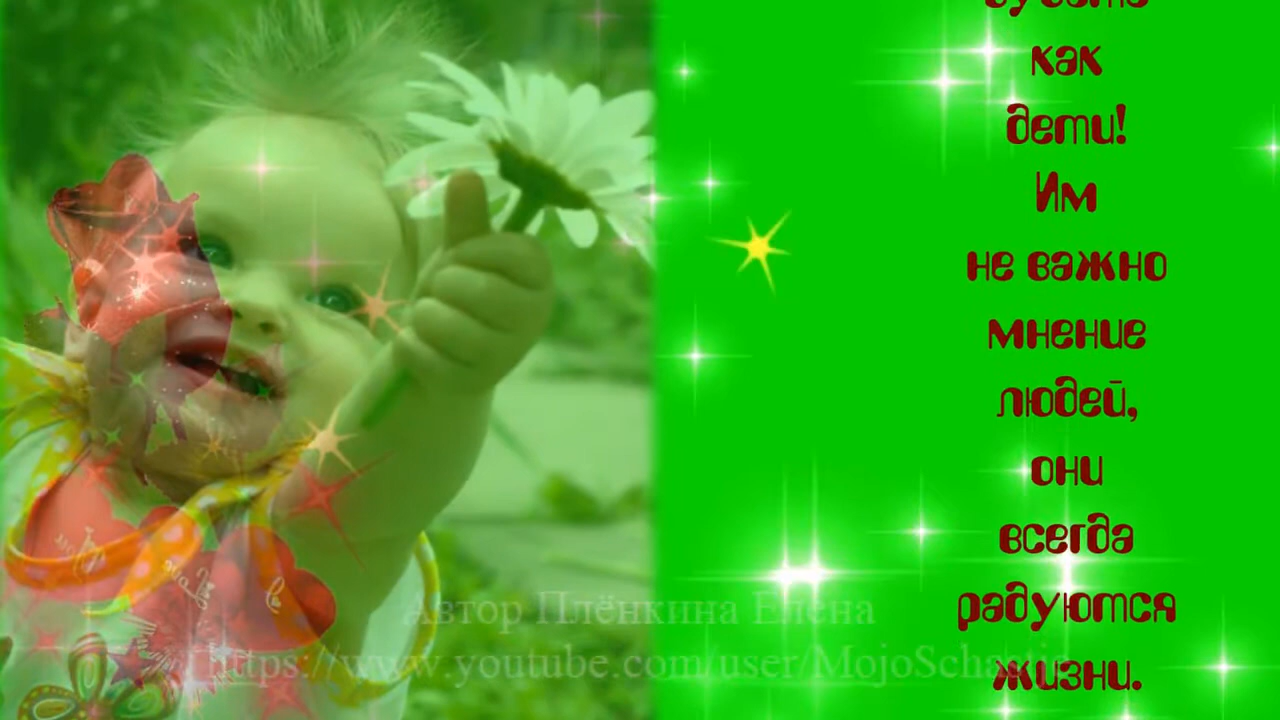 как
дети!
Им
не важно
мнение
людей,
они
всегда
радуются
жизни.
Автор Плёнкина Елена
https://www.youtube.com/user/MojoSchastje